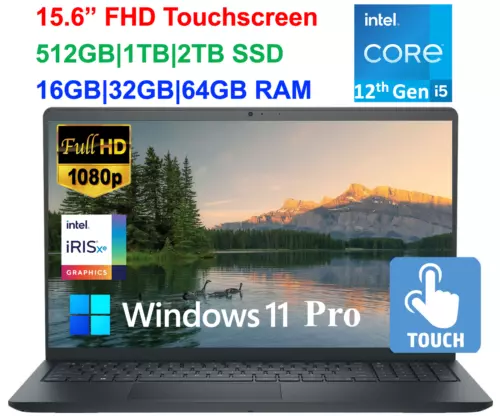 15.6” FHD Touchscreen
512GB|1TB|2TB SSD
16GB|32GB|64GB RAM
intel.
CORE
12th Gen i5
Full HD
1080p
intel.
iRISxe
GRAPHICS
Windows 11 Pro
TOUCH